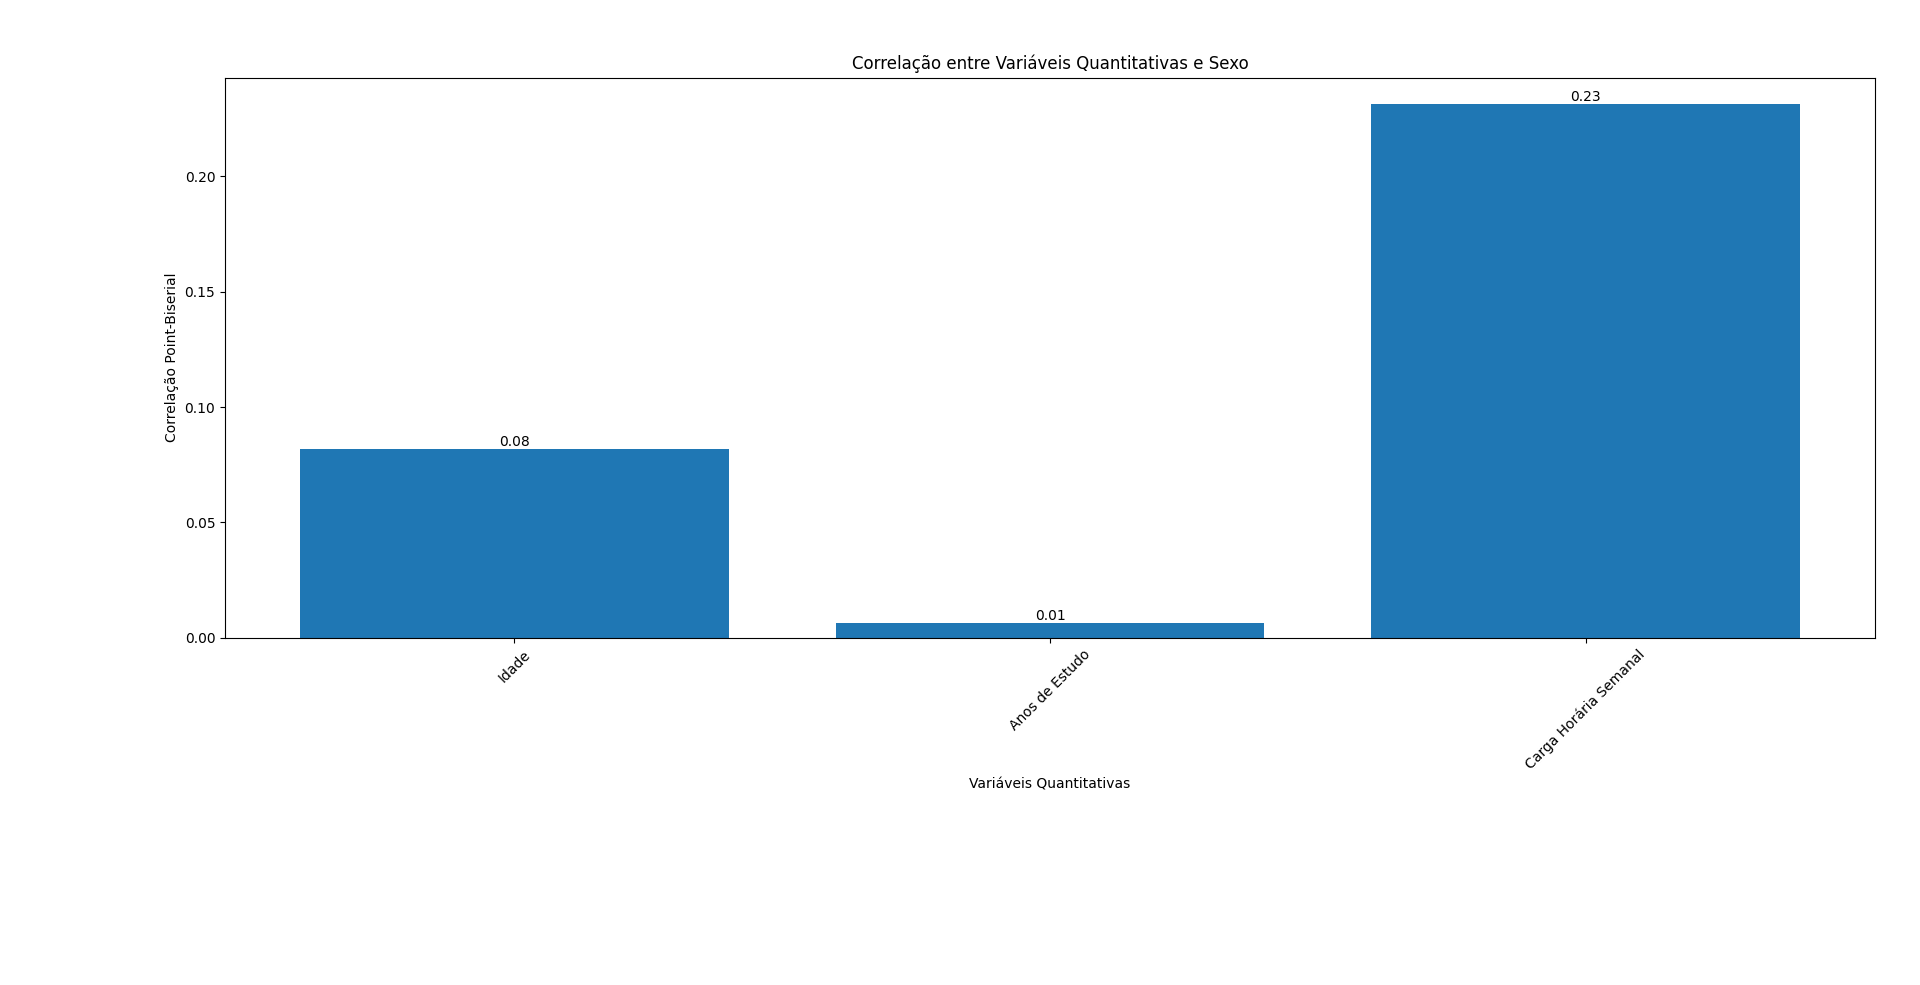 Correlação entre Variáveis Quantitativas e Sexo
Correlação Point-Biserial
0.20
0.15
0.10
0.05
0.00
0.08
0.01
0.23
Idade
Anos de Estudo
Carga Horária Semanal
Variáveis Quantitativas